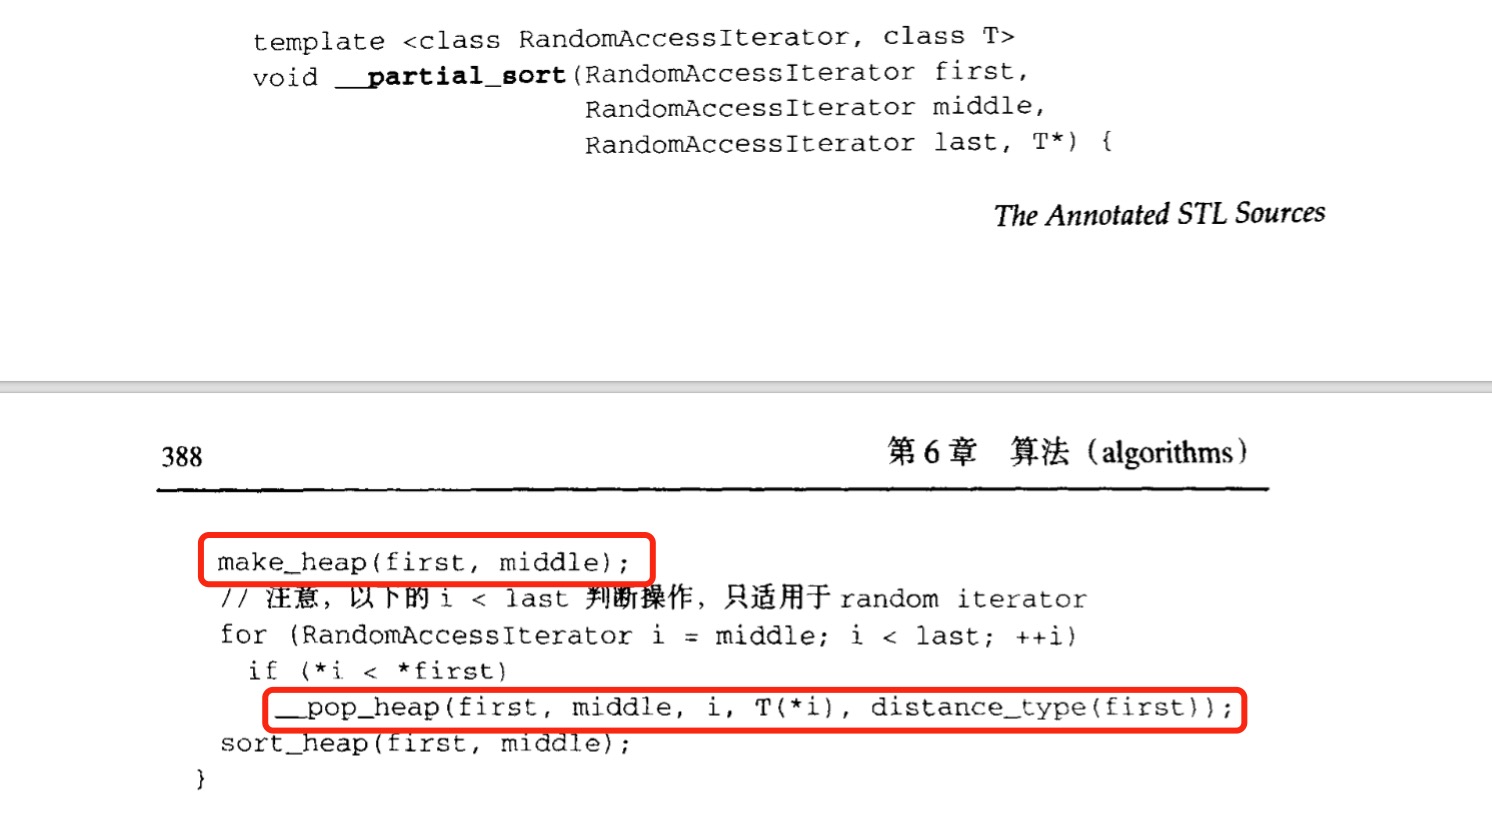 template <class RandomAccessIterator, class T>
void __partial_sort(RandomAccessIterator first,
RandomAccessIterator middle,
RandomAccessIterator last, T*) {
The Annotated STL Sources
388
第 6 章 算法（algorithms）
make_heap(first, middle);
// 注意，以下的 i < last 判断操作，只适用于 random iterator
for (RandomAccessIterator i = middle; i < last; ++i)
if (*i < *first)
__pop_heap(first, middle, i, T(*i), distance_type(first));
sort_heap(first, middle);
}